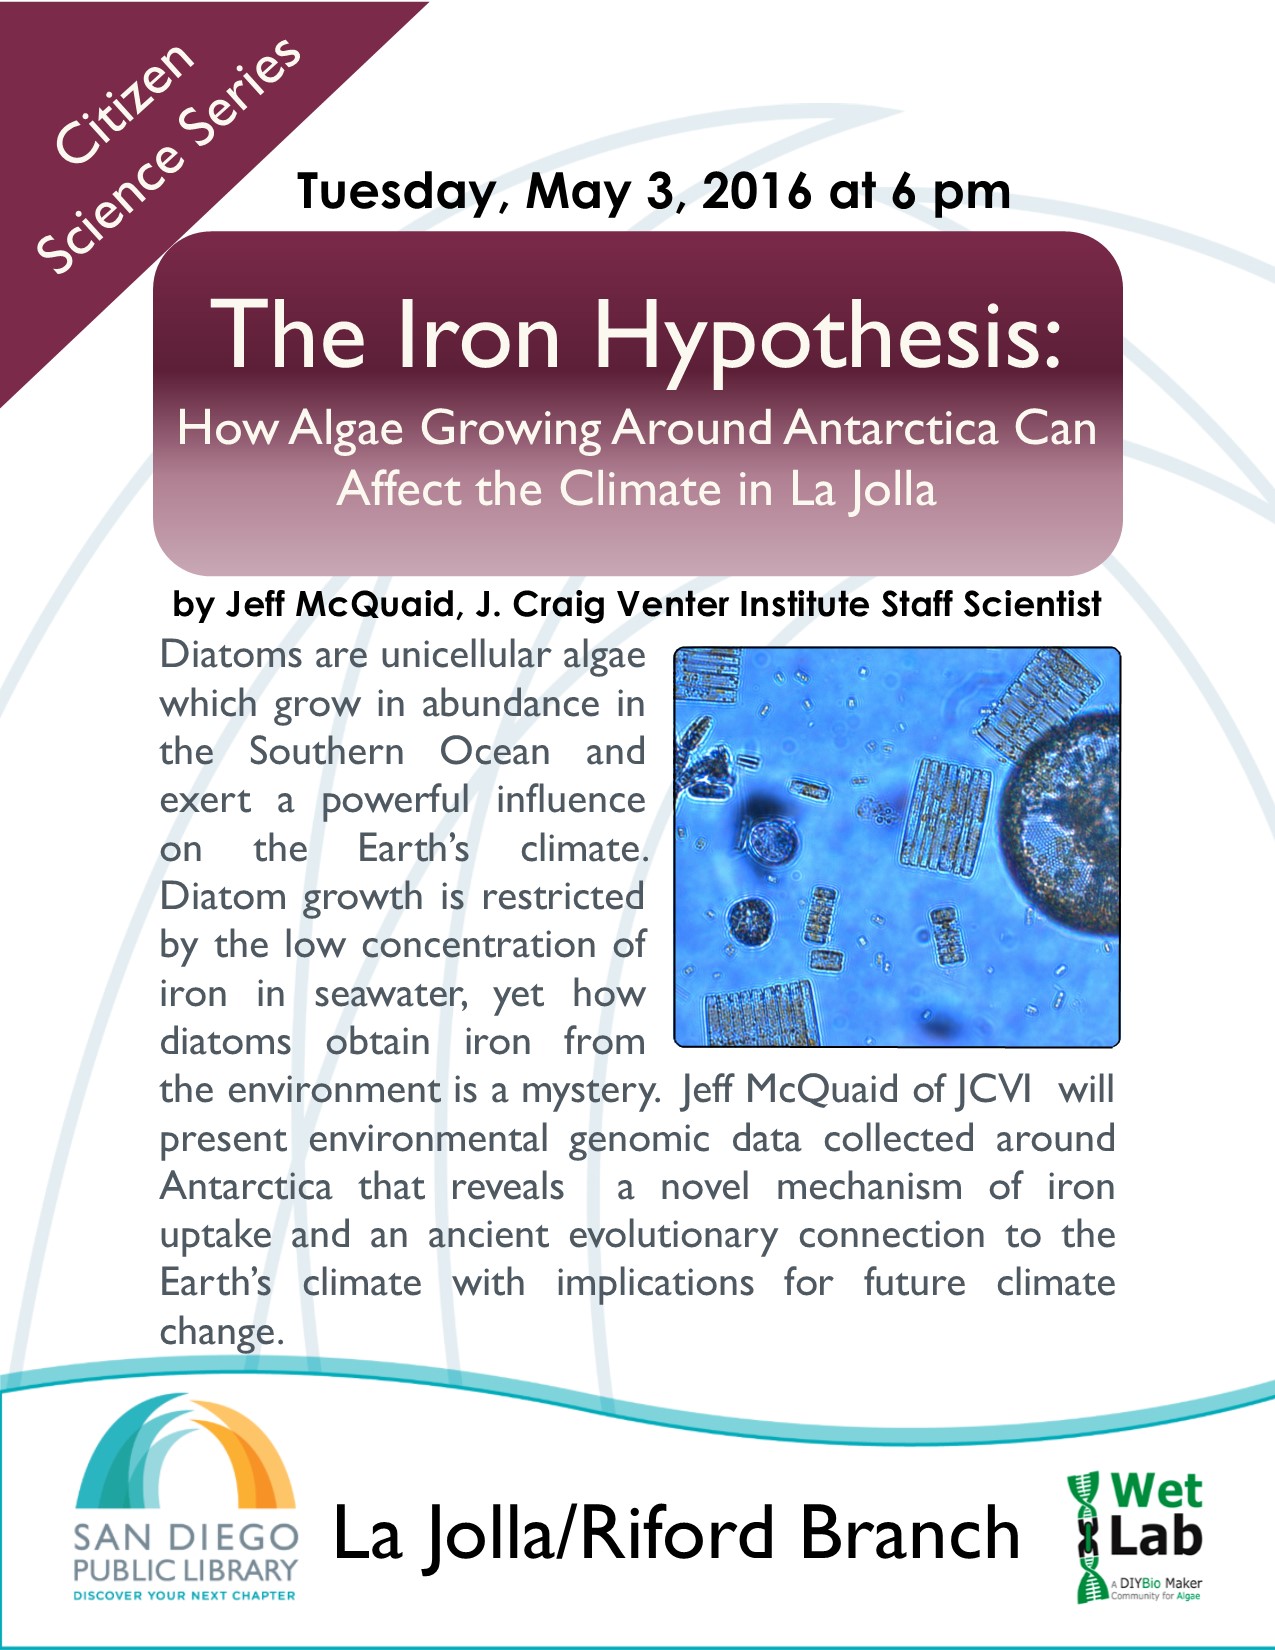 Citizen
Science Series
Tuesday, May 3, 2016 at 6 pm
The Iron Hypothesis:
How Algae Growing Around Antarctica Can
Affect the Climate in La Jolla
by Jeff McQuaid, J. Craig Venter Institute Staff Scientist
Diatoms are unicellular algae
which grow in abundance in
the Southern Ocean and
exert a powerful influence
on the Earth’s climate.
Diatom growth is restricted
by the low concentration of
iron in seawater, yet how
diatoms obtain iron from
the environment is a mystery. Jeff McQuaid of JCVI will
present environmental genomic data collected around
Antarctica that reveals a novel mechanism of iron
uptake and an ancient evolutionary connection to the
Earth’s climate with implications for future climate
change.
SAN DIEGO
PUBLIC LIBRARY
DISCOVER YOUR NEXT CHAPTER
La Jolla/Riford Branch
Wet
Lab
A DIYBio Maker
Community for Algae